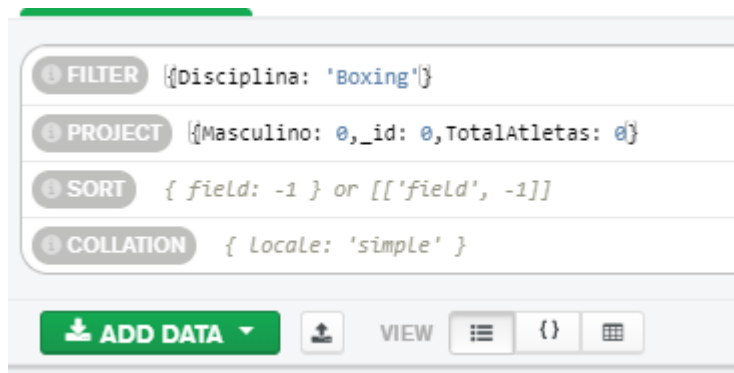 FILTER {Disciplina: 'Boxing'}
PROJECT {Masculino: 0,_id: 0,TotalAtletas: 0}
SORT { field: -1 } or [['field', -1]]
COLLATION { locale: 'simple' }
ADD DATA VIEW {}